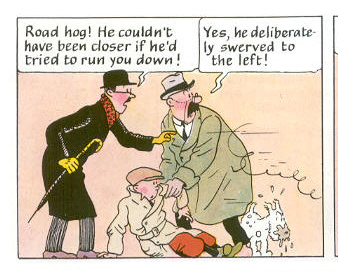 Road hog! He couldn't
have been closer if he'd
tried to run you down!
Yes, he deliberate-
ly swerved to
the left!